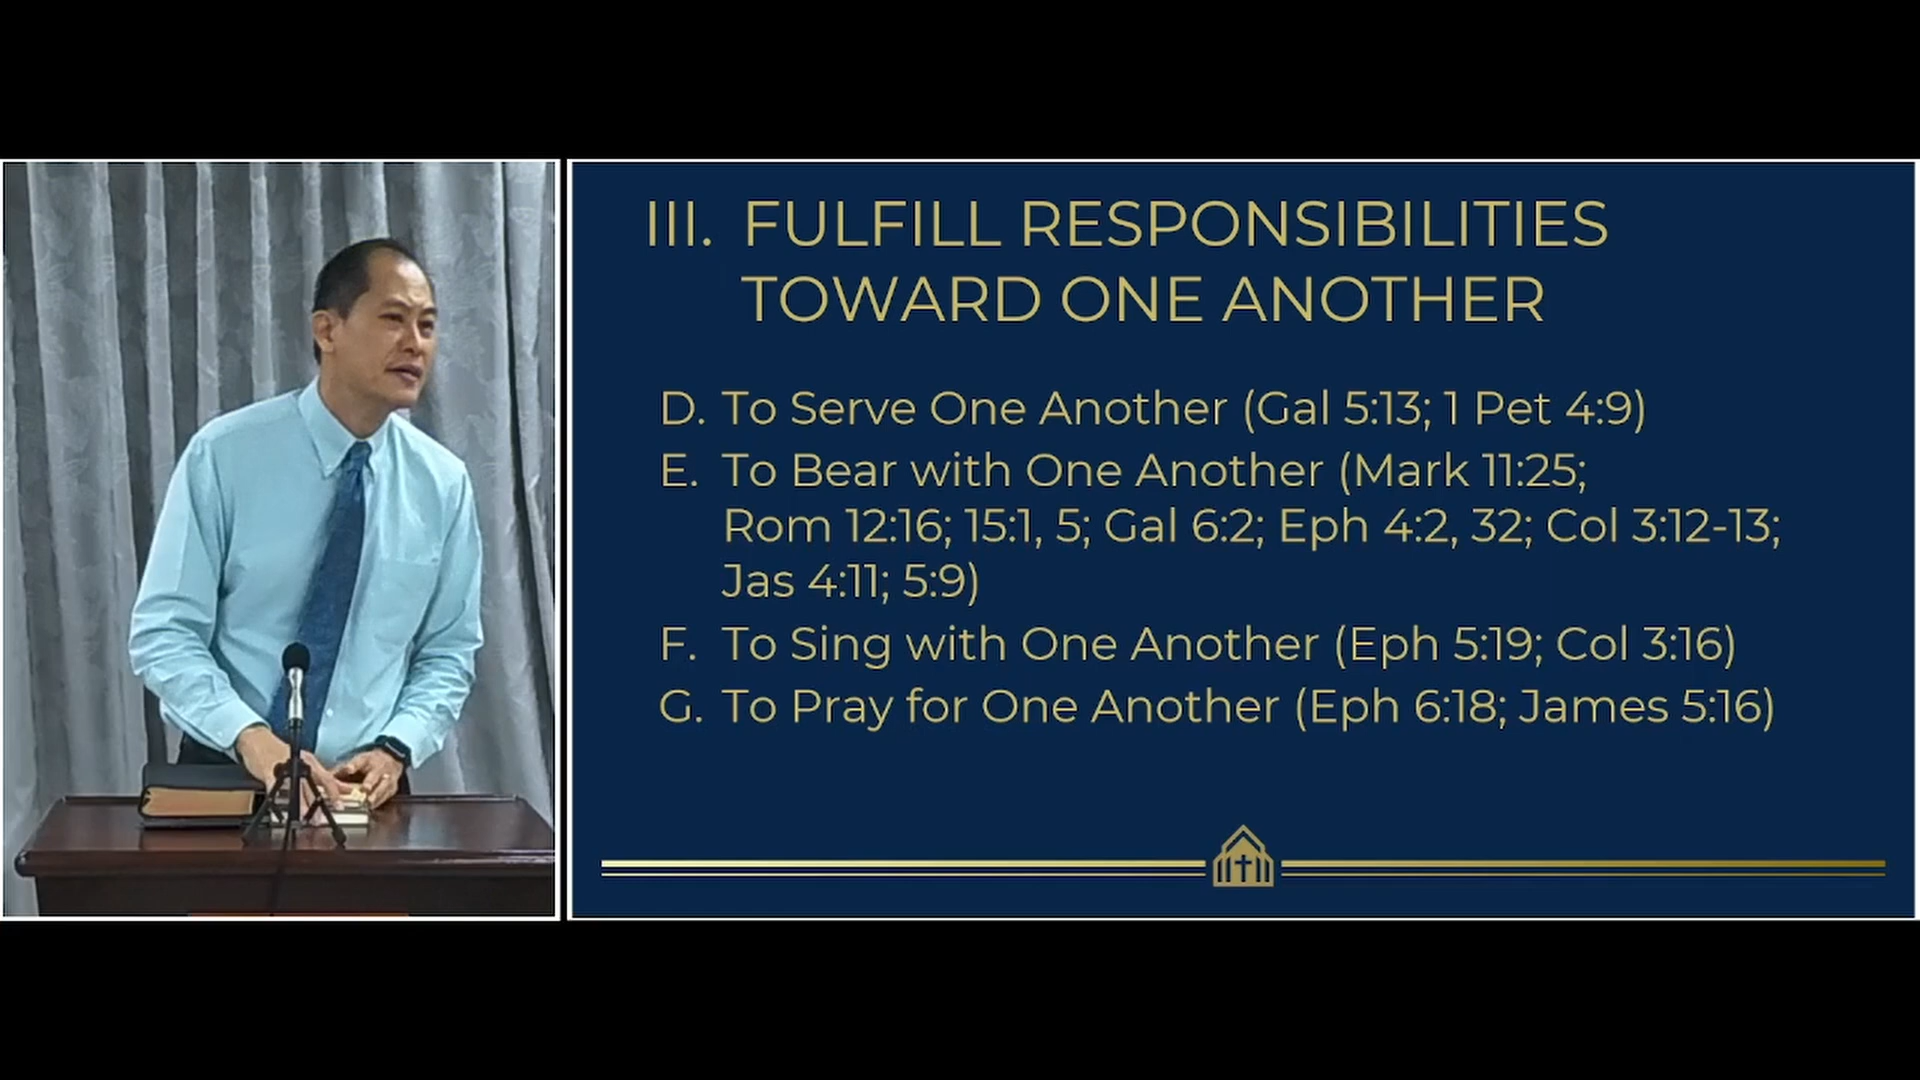 III. FULFILL RESPONSIBILITIES
TOWARD ONE ANOTHER
D. To Serve One Another (Gal 5:13; 1 Pet 4:9)
E. To Bear with One Another (Mark 11:25;
Rom 12:16; 15:1, 5; Gal 6:2; Eph 4:2, 32; Col 3:12-13;
Jas 4:11; 5:9)
F. To Sing with One Another (Eph 5:19; Col 3:16)
G. To Pray for One Another (Eph 6:18; James 5:16)